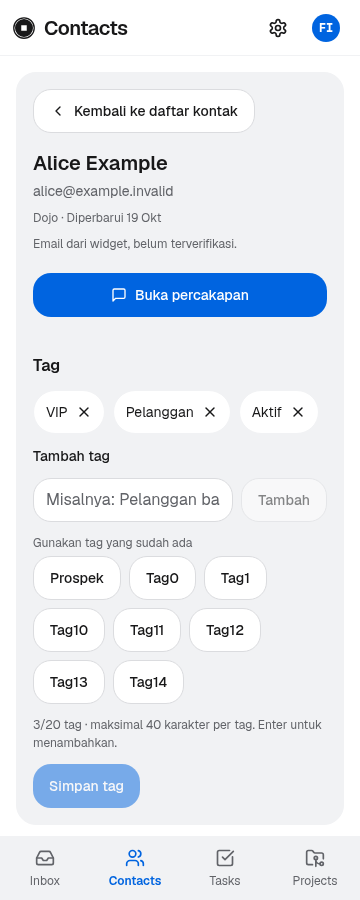 Contacts
FI
Kembali ke daftar kontak
Alice Example
alice@example.invalid
Dojo · Diperbarui 19 Okt
Email dari widget, belum terverifikasi.
Buka percakapan
Tag
VIP
Pelanggan
Aktif
Tambah tag
Misalnya: Pelanggan ba
Tambah
Gunakan tag yang sudah ada
Prospek
Tag0
Tag1
Tag10
Tag11
Tag12
Tag13
Tag14
3/20 tag · maksimal 40 karakter per tag. Enter untuk
menambahkan.
Simpan tag
Inbox
Contacts
Tasks
Projects